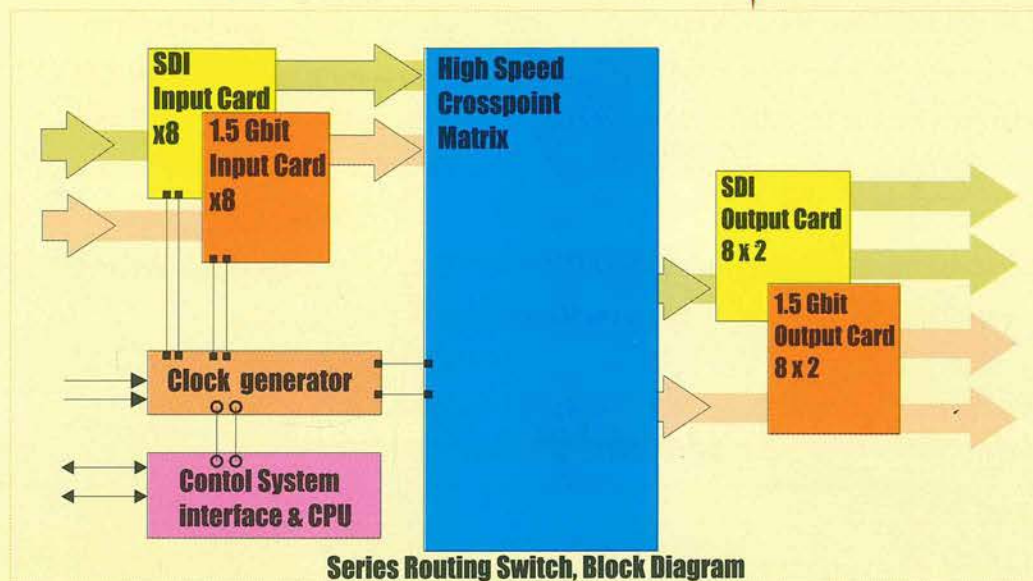 SDI
Input Card
x8
1.5 Gbit
Input Card
x8
High Speed
Crosspoint
Matrix
SDI
Output Card
8 x 2
1.5 Gbit
Output Card
8 x 2
Clock generator
Contol System
interface & CPU
Series Routing Switch, Block Diagram